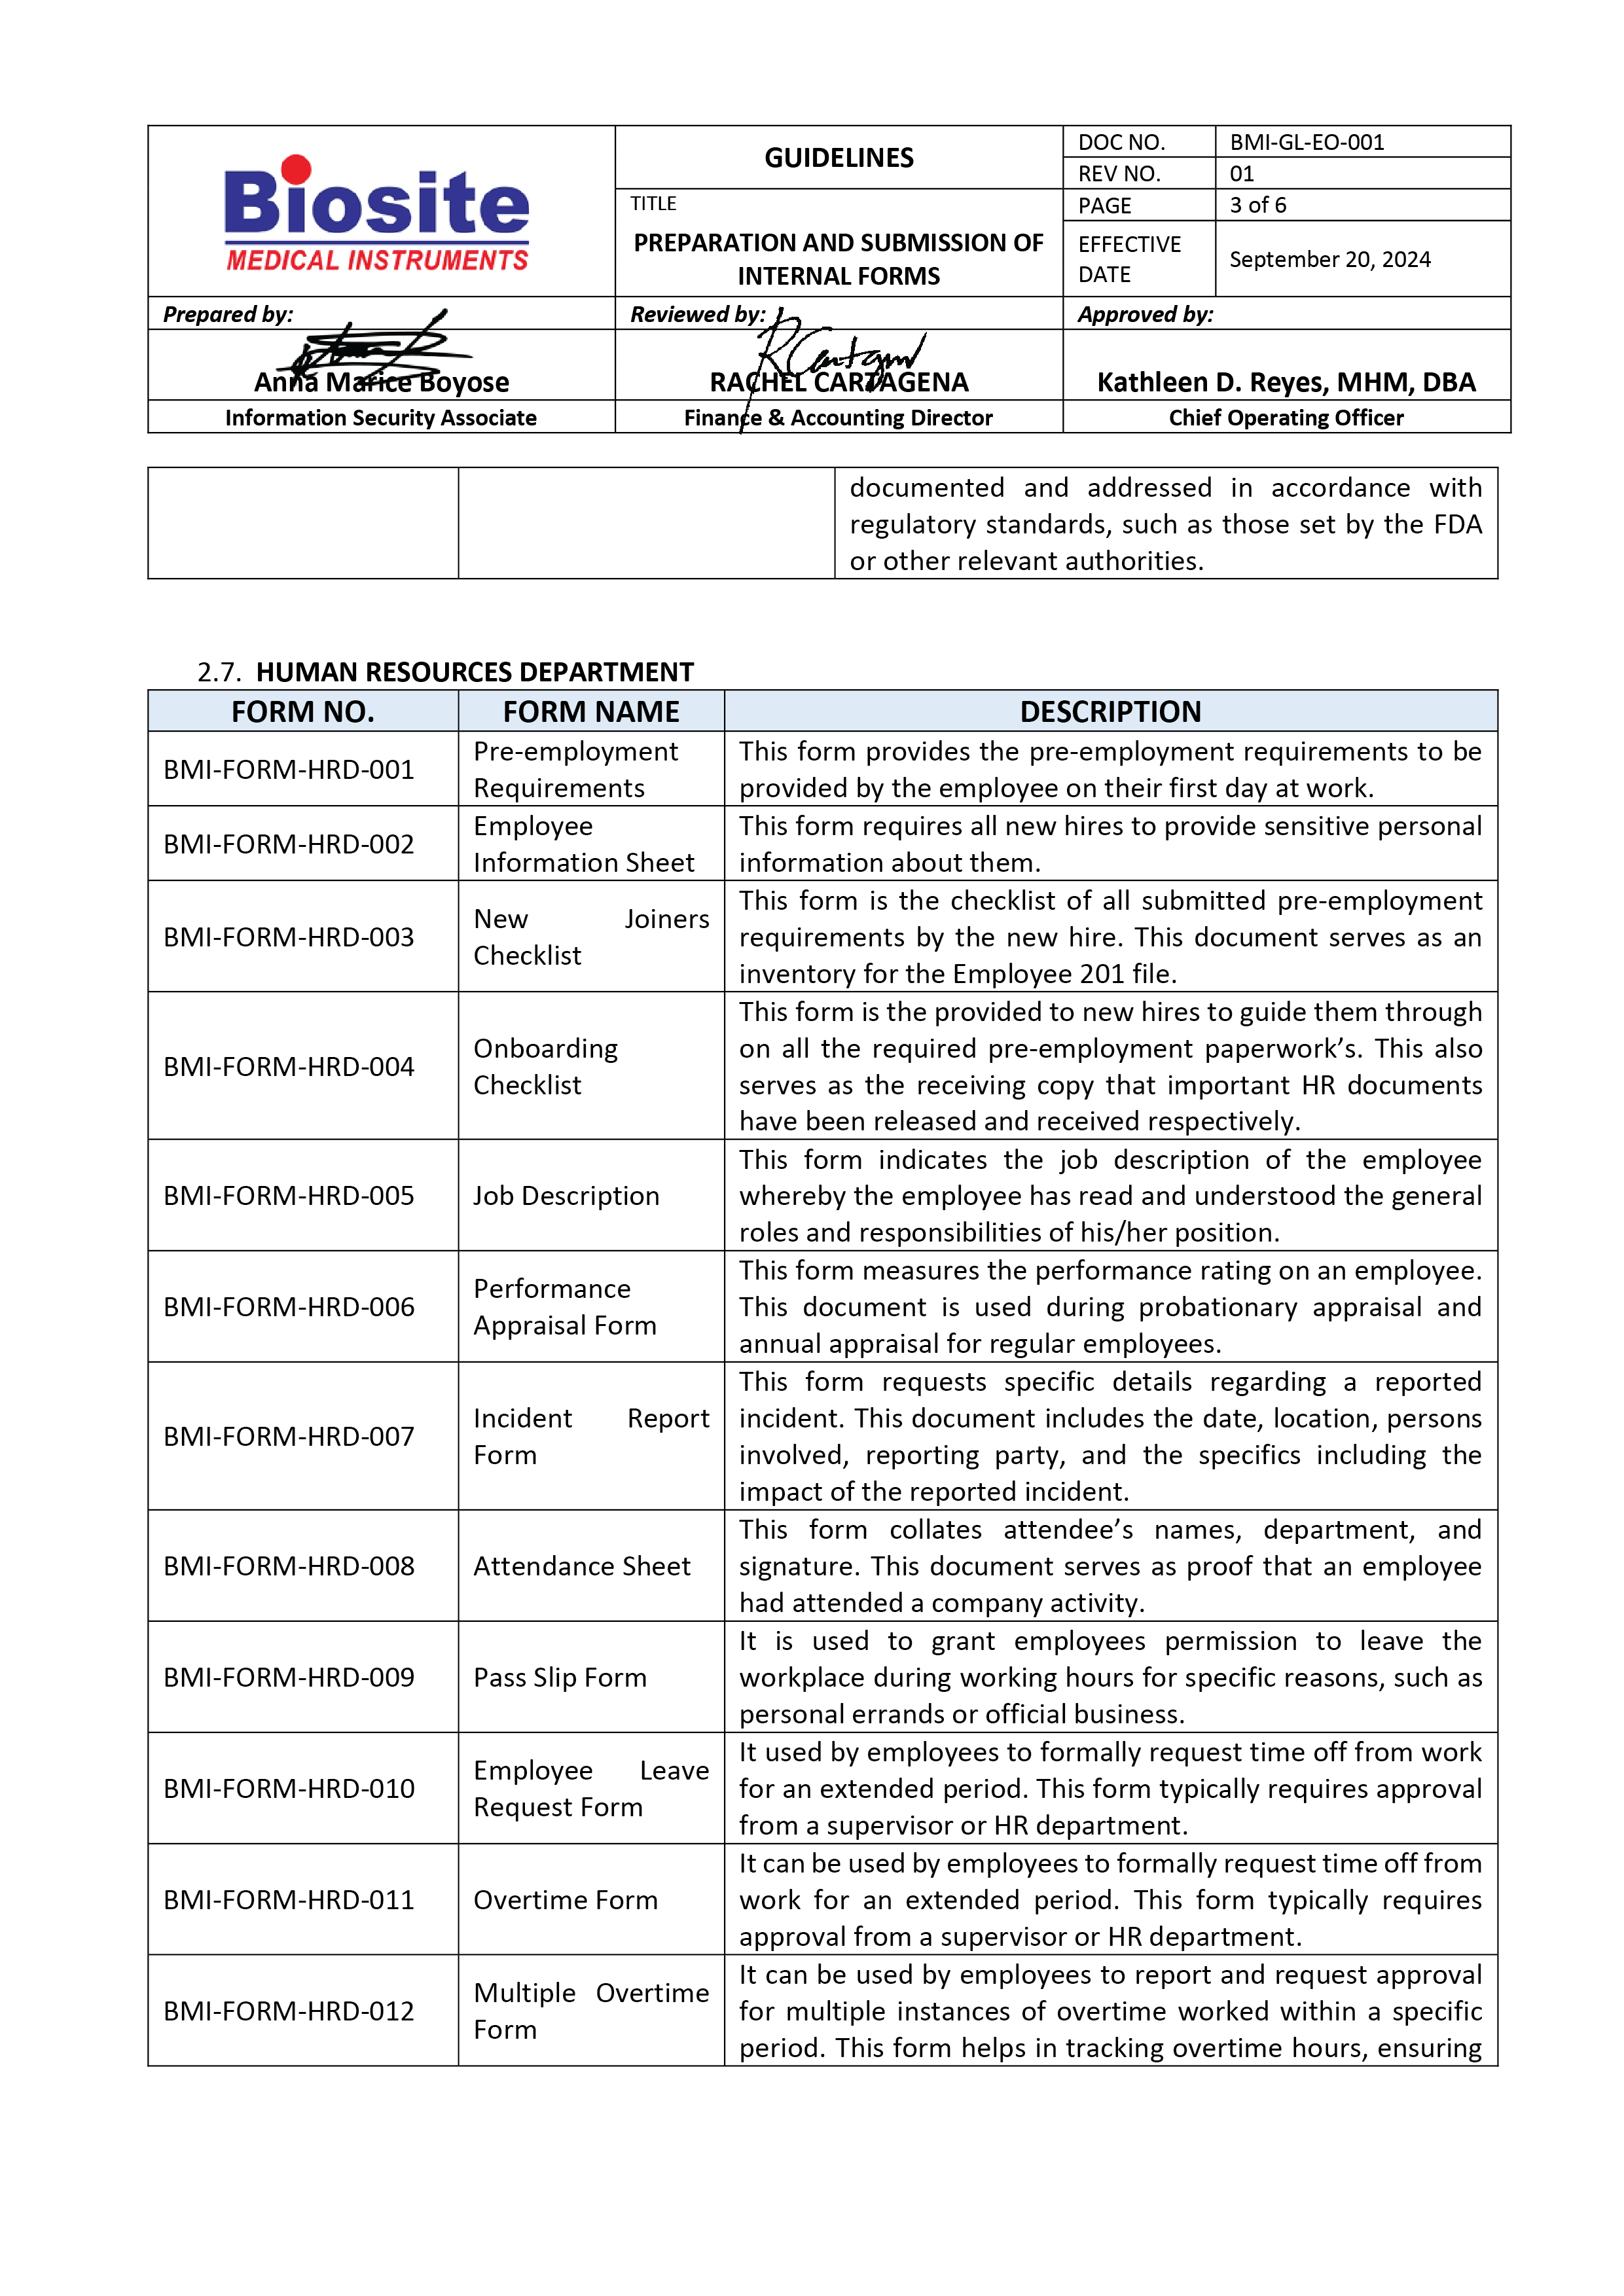 Biosite
MEDICAL INSTRUMENTS
GUIDELINES
TITLE
PREPARATION AND SUBMISSION OF
INTERNAL FORMS
DOC NO. BMI-GL-EO-001
REV NO. 01
PAGE 3 of 6
EFFECTIVE
DATE
September 20, 2024
Prepared by:
Anna Marice Boyose
Information Security Associate
Reviewed by:
RCartagena
RACHEL CARTAGENA
Finance & Accounting Director
Approved by:
Kathleen D. Reyes, MHM, DBA
Chief Operating Officer
documented and addressed in accordance with
regulatory standards, such as those set by the FDA
or other relevant authorities.
2.7. HUMAN RESOURCES DEPARTMENT
FORM NO. FORM NAME DESCRIPTION
BMI-FORM-HRD-001
Pre-employment
Requirements
This form provides the pre-employment requirements to be
provided by the employee on their first day at work.
BMI-FORM-HRD-002
Employee
Information Sheet
This form requires all new hires to provide sensitive personal
information about them.
BMI-FORM-HRD-003
New Joiners
Checklist
This form is the checklist of all submitted pre-employment
requirements by the new hire. This document serves as an
inventory for the Employee 201 file.
BMI-FORM-HRD-004
Onboarding
Checklist
This form is the provided to new hires to guide them through
on all the required pre-employment paperwork’s. This also
serves as the receiving copy that important HR documents
have been released and received respectively.
BMI-FORM-HRD-005
Job Description
This form indicates the job description of the employee
whereby the employee has read and understood the general
roles and responsibilities of his/her position.
BMI-FORM-HRD-006
Performance
Appraisal Form
This form measures the performance rating on an employee.
This document is used during probationary appraisal and
annual appraisal for regular employees.
BMI-FORM-HRD-007
Incident Report
Form
This form requests specific details regarding a reported
incident. This document includes the date, location, persons
involved, reporting party, and the specifics including the
impact of the reported incident.
BMI-FORM-HRD-008
Attendance Sheet
This form collates attendee’s names, department, and
signature. This document serves as proof that an employee
had attended a company activity.
BMI-FORM-HRD-009
Pass Slip Form
It is used to grant employees permission to leave the
workplace during working hours for specific reasons, such as
personal errands or official business.
BMI-FORM-HRD-010
Employee Leave
Request Form
It used by employees to formally request time off from work
for an extended period. This form typically requires approval
from a supervisor or HR department.
BMI-FORM-HRD-011
Overtime Form
It can be used by employees to formally request time off from
work for an extended period. This form typically requires
approval from a supervisor or HR department.
BMI-FORM-HRD-012
Multiple Overtime
Form
It can be used by employees to report and request approval
for multiple instances of overtime worked within a specific
period. This form helps in tracking overtime hours, ensuring